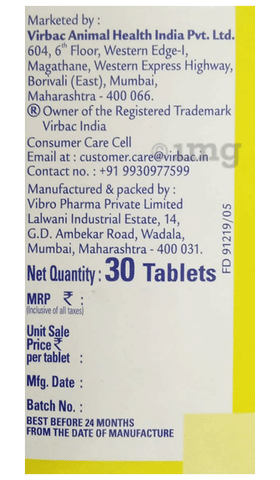 Marketed by :
Virbac Animal Health India Pvt. Ltd.
604, 6th Floor, Western Edge-I,
Magathane, Western Express Highway,
Borivali (East), Mumbai,
Maharashtra - 400 066.
® Owner of the Registered Trademark
Virbac India
Consumer Care Cell
Email at : customer.care@virbac.in
Contact no. : +91 9930977599
Manufactured & packed by :
Vibro Pharma Private Limited
Lalwani Industrial Estate, 14,
G.D. Ambekar Road, Wadala,
Mumbai, Maharashtra - 400 031.
Net Quantity : 30 Tablets
MRP ₹ :
(Inclusive of all taxes)
Unit Sale
Price ₹
per tablet :
Mfg. Date :
Batch No. :
BEST BEFORE 24 MONTHS
FROM THE DATE OF MANUFACTURE
FD 91219/05
1mg